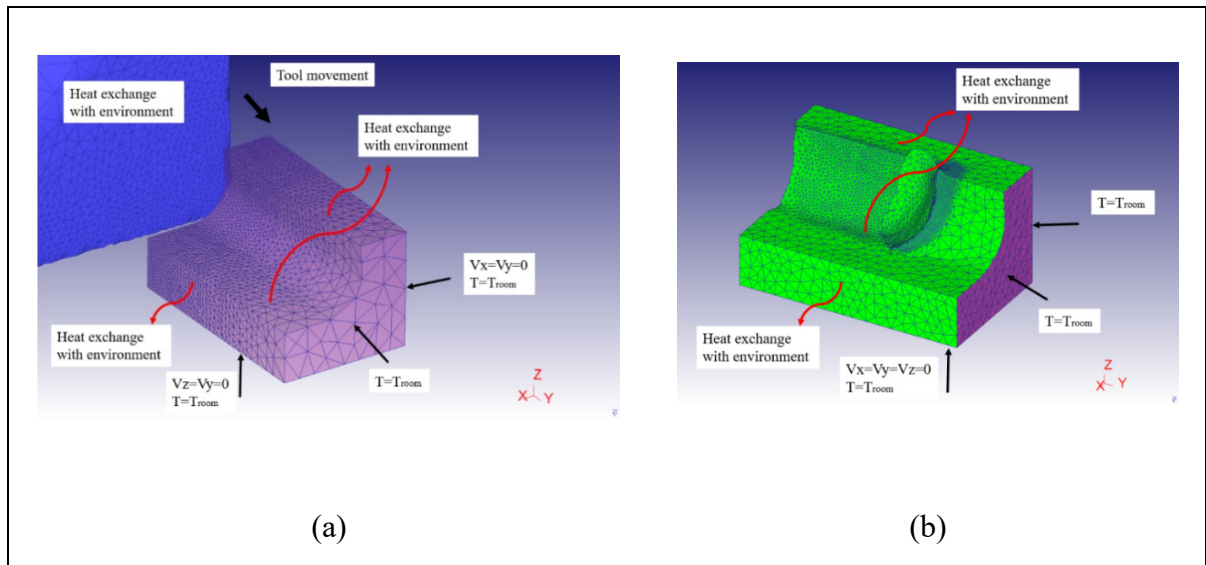 Tool movement
Heat exchange
with environment
Heat exchange
with environment
Vx=Vy=0
T=Troom
Heat exchange
with environment
T=Troom
Vz=Vy=0
T=Troom
Z
X
Y
(a)
Heat exchange
with environment
T=Troom
T=Troom
Heat exchange
with environment
Vx=Vy=Vz=0
T=Troom
Z
X
Y
(b)